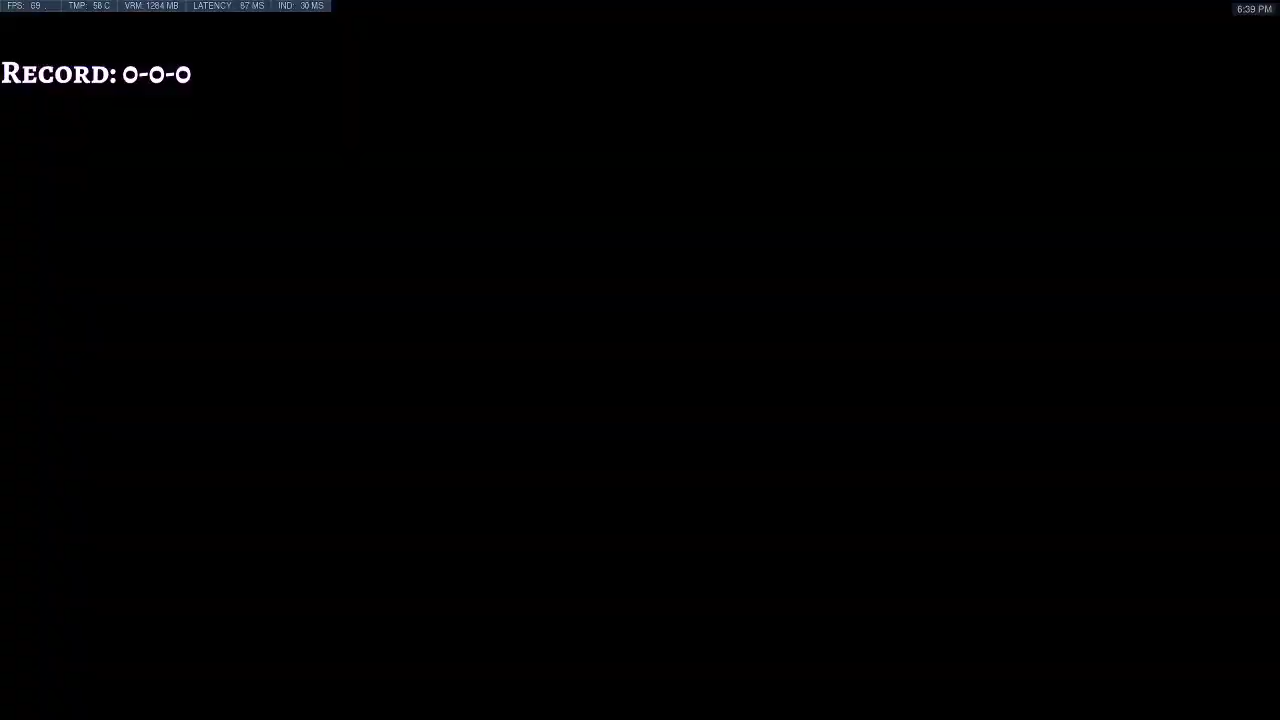 FPS: 69 TMP: 58 C VRM: 1284 MB LATENCY 67 MS IND: 30 MS
6:39 PM
Record: 0-0-0